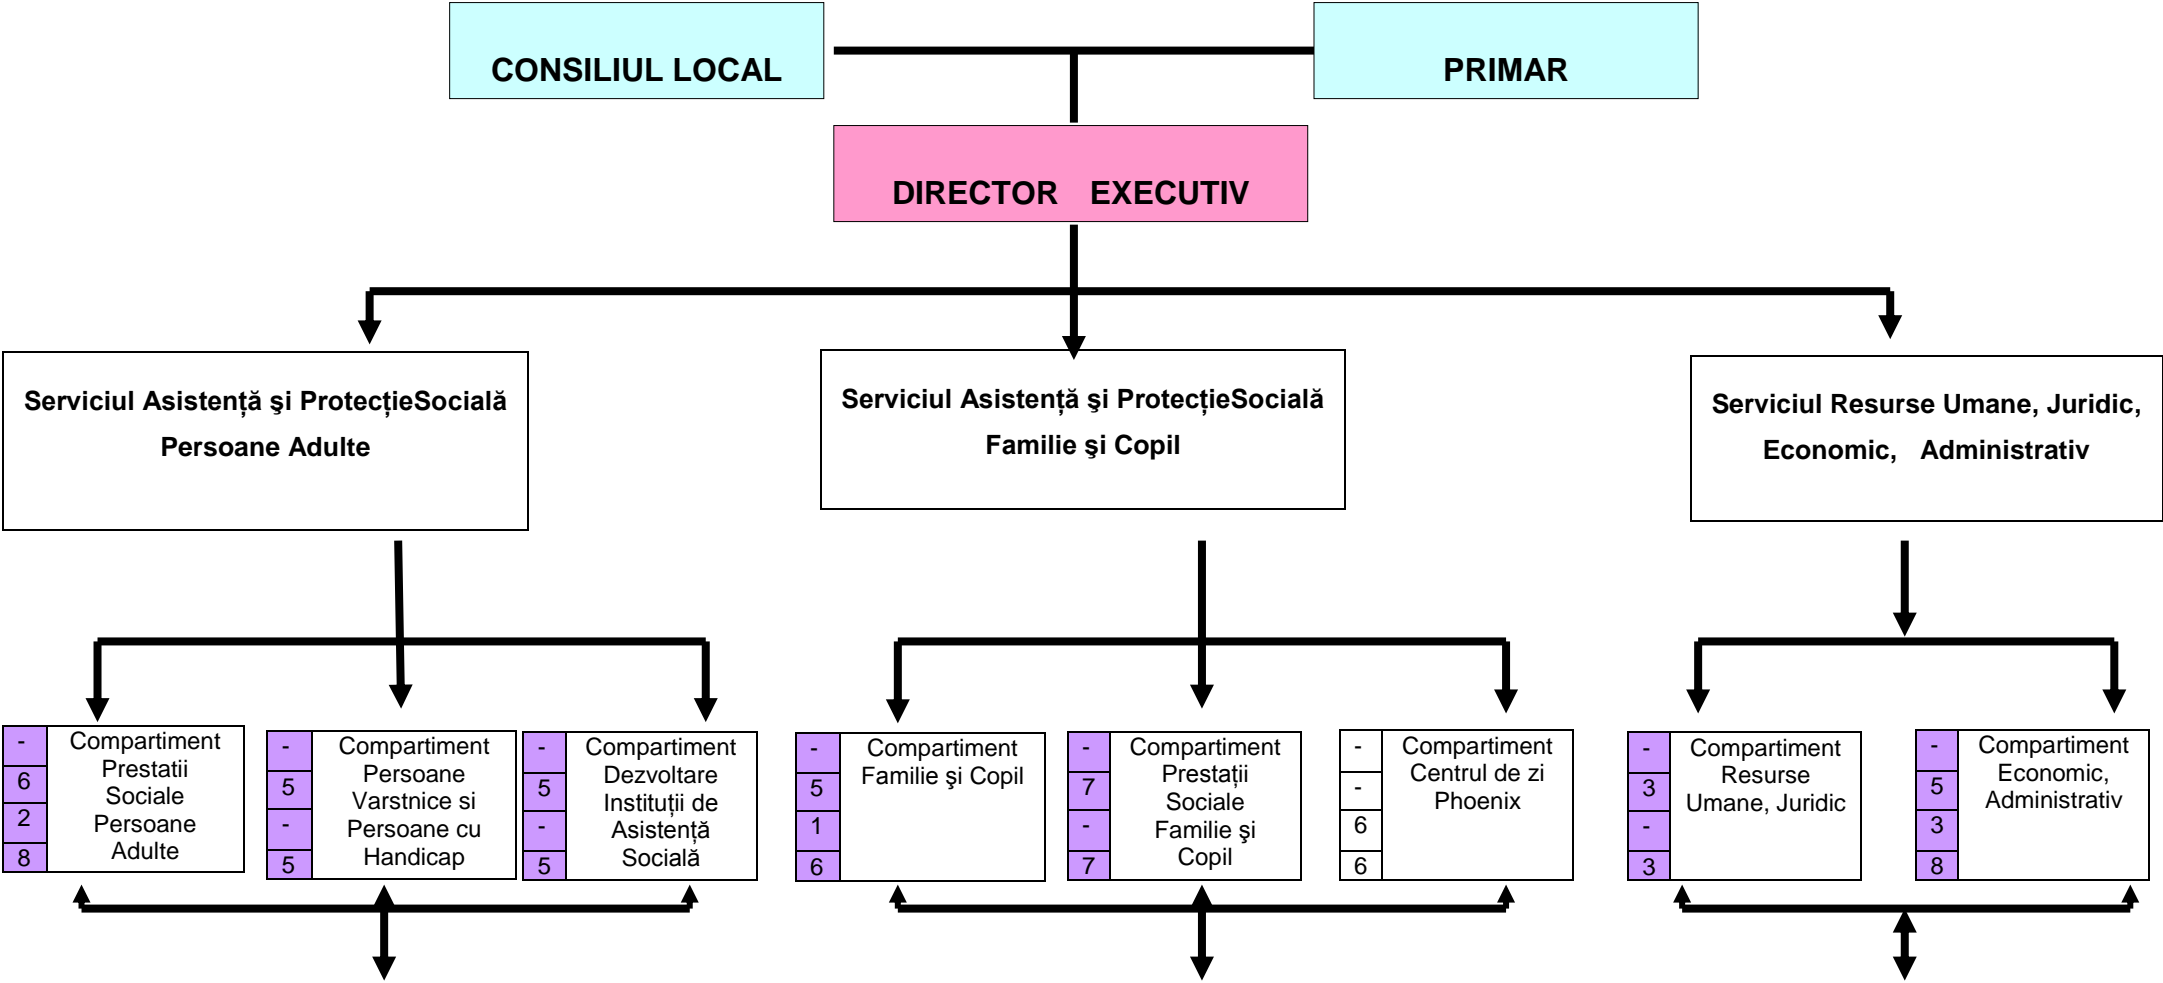 CONSILIUL LOCAL
PRIMAR
DIRECTOR EXECUTIV
Serviciul Asistență şi ProtecțieSocială
Persoane Adulte
Serviciul Asistență şi ProtecțieSocială
Familie şi Copil
Serviciul Resurse Umane, Juridic,
Economic, Administrativ
-
6
2
8
Compartiment
Prestatii
Sociale
Persoane
Adulte
-
5
-
5
Compartiment
Persoane
Varstnice si
Persoane cu
Handicap
-
5
-
5
Compartiment
Dezvoltare
Instituții de
Asistență
Socială
-
5
1
6
Compartiment
Familie şi Copil
-
7
-
7
Compartiment
Prestații
Sociale
Familie şi
Copil
-
-
6
6
Compartiment
Centrul de zi
Phoenix
-
3
-
3
Compartiment
Resurse
Umane, Juridic
-
5
3
8
Compartiment
Economic,
Administrativ